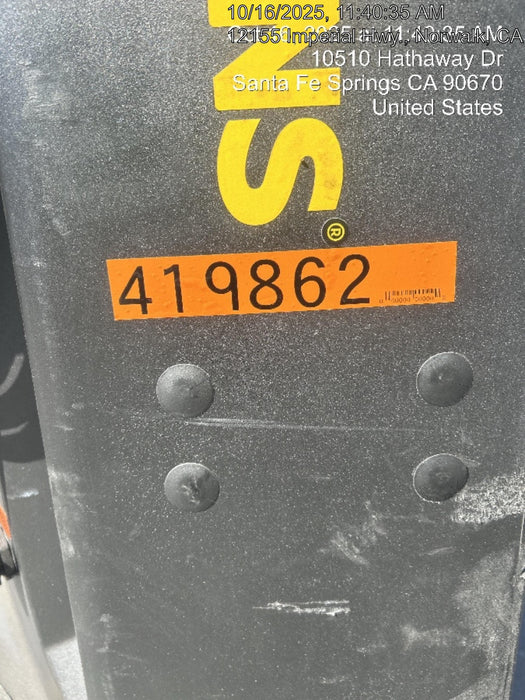 10/16/2025, 11:40:35 AM
12155 Imperial Hwy., Norwalk, CA
10510 Hathaway Dr
Santa Fe Springs CA 90670
United States
NS®
419862